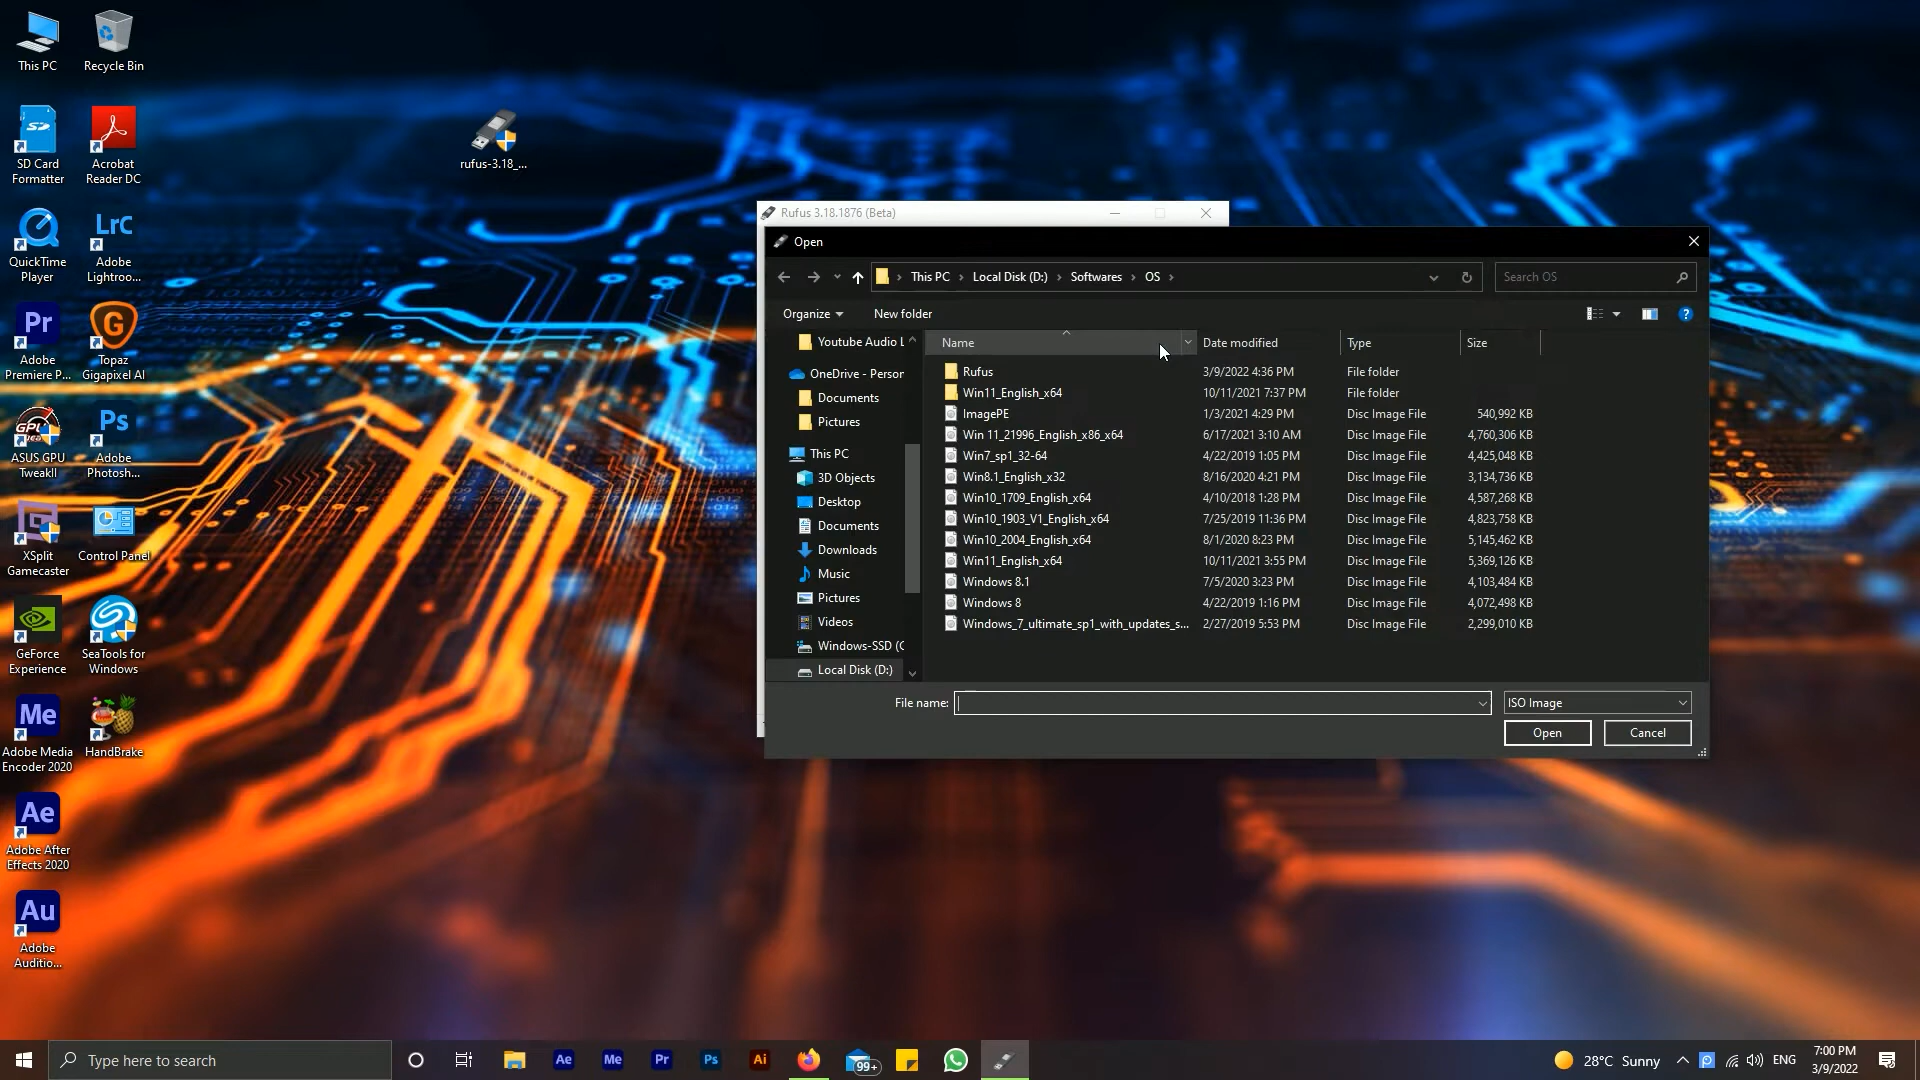 This PC
Recycle Bin
SD Card
Formatter
Acrobat
Reader DC
rufus-3.18_...
QuickTime
Player
Lrc
Adobe
Lightroo...
Pr
Adobe
Premiere P...
Topaz
Gigapixel AI
ASUS GPU
TweakII
Ps
Adobe
Photosh...
XSplit
Gamecaster
Control Panel
GeForce
Experience
SeaTools for
Windows
Me
Adobe Media
Encoder 2020
HandBrake
Ae
Adobe After
Effects 2020
Au
Adobe
Auditio...
Rufus 3.18.1876 (Beta)
Open
This PC > Local Disk (D:) > Softwares > OS >
Search OS
Organize
New folder
?
Youtube Audio L
OneDrive - Person
Documents
Pictures
This PC
3D Objects
Desktop
Documents
Downloads
Music
Pictures
Videos
Windows-SSD (C
Local Disk (D:)
Name Date modified Type Size
Rufus 3/9/2022 4:36 PM File folder
Win11_English_x64 10/11/2021 7:37 PM File folder
ImagePE 1/3/2021 4:29 PM Disc Image File 540,992 KB
Win 11_21996_English_x86_x64 6/17/2021 3:10 AM Disc Image File 4,760,306 KB
Win7_sp1_32-64 4/22/2019 1:05 PM Disc Image File 4,425,048 KB
Win8.1_English_x32 8/16/2020 4:21 PM Disc Image File 3,134,736 KB
Win10_1709_English_x64 4/10/2018 1:28 PM Disc Image File 4,587,268 KB
Win10_1903_V1_English_x64 7/25/2019 11:36 PM Disc Image File 4,823,758 KB
Win10_2004_English_x64 8/1/2020 8:23 PM Disc Image File 5,145,462 KB
Win11_English_x64 10/11/2021 3:55 PM Disc Image File 5,369,126 KB
Windows 8.1 7/5/2020 3:23 PM Disc Image File 4,103,484 KB
Windows 8 4/22/2019 1:16 PM Disc Image File 4,072,498 KB
Windows_7_ultimate_sp1_with_updates_s... 2/27/2019 5:53 PM Disc Image File 2,299,010 KB
File name:
ISO Image
Open
Cancel
Type here to search
Ae
Me
Pr
Ps
Ai
99+
28°C Sunny
ENG
7:00 PM
3/9/2022